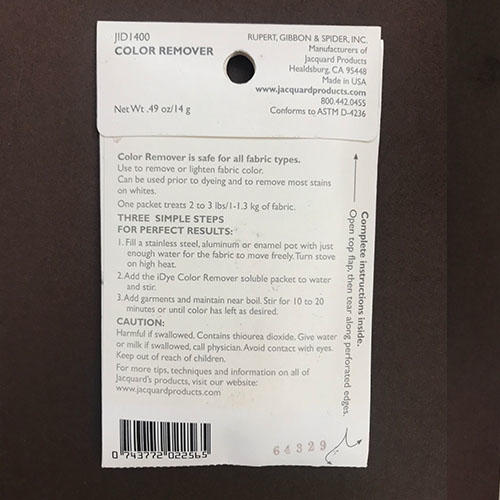 JID1400
COLOR REMOVER
Net Wt .49 oz/14 g
RUPERT, GIBBON & SPIDER, INC.
Manufacturers of
Jacquard Products
Healdsburg, CA 95448
Made in USA
www.jacquardproducts.com
800.442.0455
Conforms to ASTM D-4236
Color Remover is safe for all fabric types.
Use to remove or lighten fabric color.
Can be used prior to dyeing and to remove most stains
on whites.
One packet treats 2 to 3 lbs/1-1.3 kg of fabric.
THREE SIMPLE STEPS
FOR PERFECT RESULTS:
1. Fill a stainless steel, aluminum or enamel pot with just
enough water for the fabric to move freely. Turn stove
on high heat.
2. Add the iDye Color Remover soluble packet to water
and stir.
3. Add garments and maintain near boil. Stir for 10 to 20
minutes or until color has left as desired.
CAUTION:
Harmful if swallowed. Contains thiourea dioxide. Give water
or milk if swallowed, call physician. Avoid contact with eyes.
Keep out of reach of children.
For more tips, techniques and information on all of
Jacquard's products, visit our website:
www.jacquardproducts.com
Complete instructions inside.
Open top flap, then tear along perforated edges.
0 743772 022565
64329